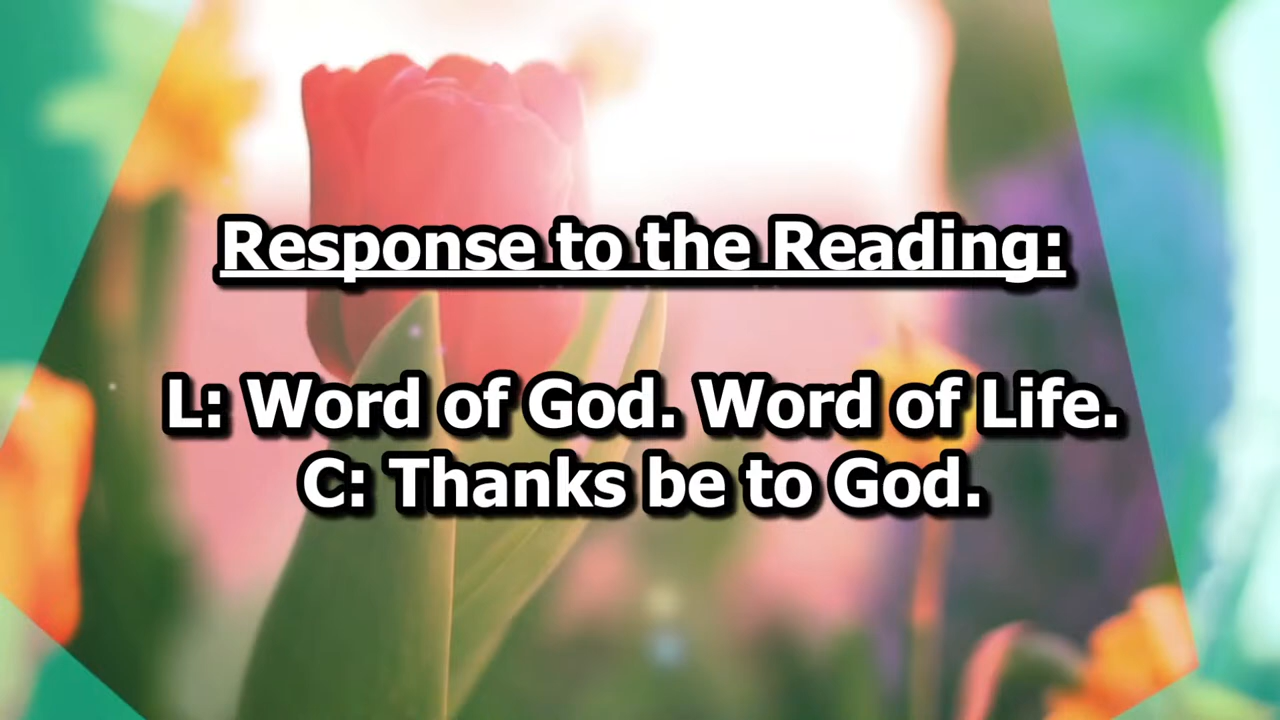 Response to the Reading:
L: Word of God. Word of Life.
C: Thanks be to God.